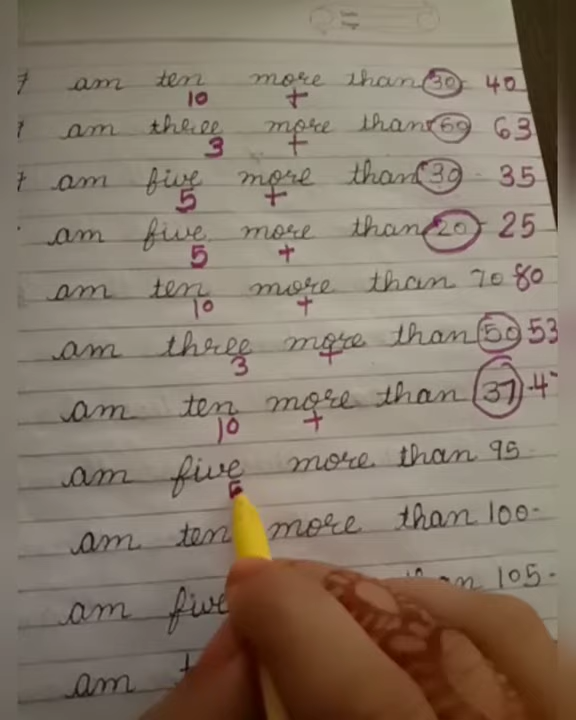 am ten more than 30 40
10 +
am three more than 60 63
3 +
am five more than 30 35
5 +
am five more than 20 25
5 +
am ten more than 70 80
10 +
am three more than 50 53
3 +
am ten more than 37 .4
10 +
am five more than 95
5
am ten more than 100-
am five than 105-
am